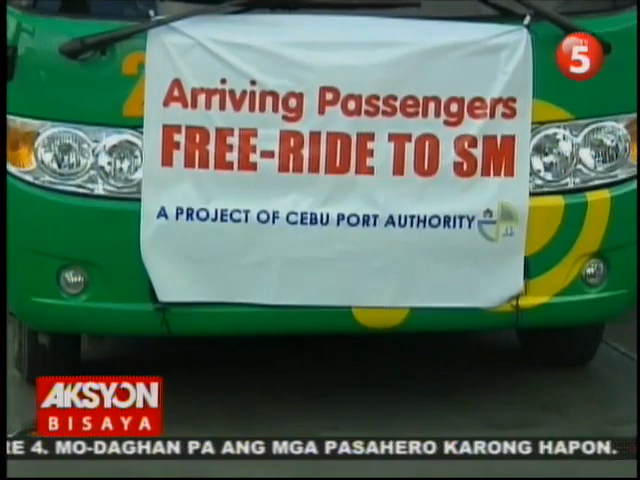 5
Arriving Passengers
FREE-RIDE TO SM
A PROJECT OF CEBU PORT AUTHORITY
AKSYON
BISAYA
RE 4. MO-DAGHAN PA ANG MGA PASAHERO KARONG HAPON.